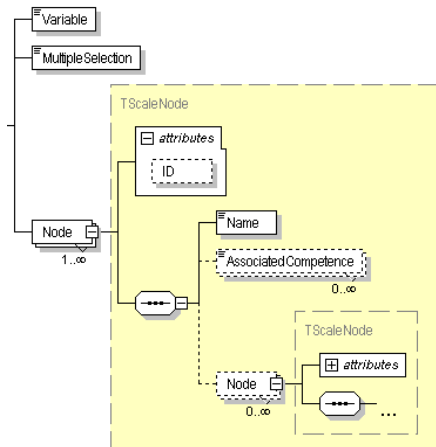 Variable
MultipleSelection
TScaleNode
attributes
ID
Node
1..∞
Name
AssociatedCompetence
0..∞
TScaleNode
attributes
Node
0..∞
...